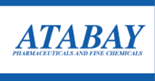 ATABAY
PHARMACEUTICALS AND FINE CHEMICALS